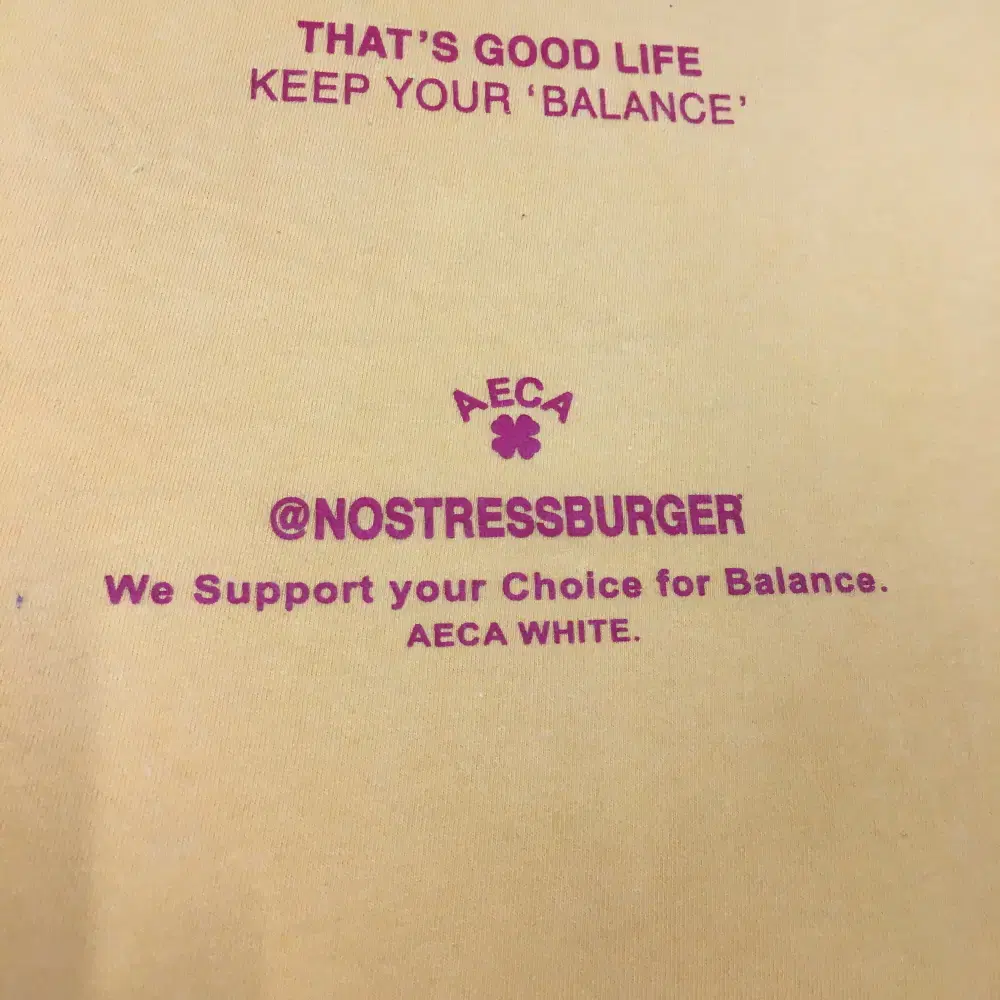 THAT'S GOOD LIFE
KEEP YOUR 'BALANCE'
AECA
@NOSTRESSBURGER
We Support your Choice for Balance.
AECA WHITE.